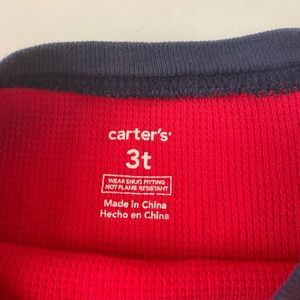 carter's
3t
WEAR SNUG FITTING
NOT FLAME RESISTANT
Made in China
Hecho en China